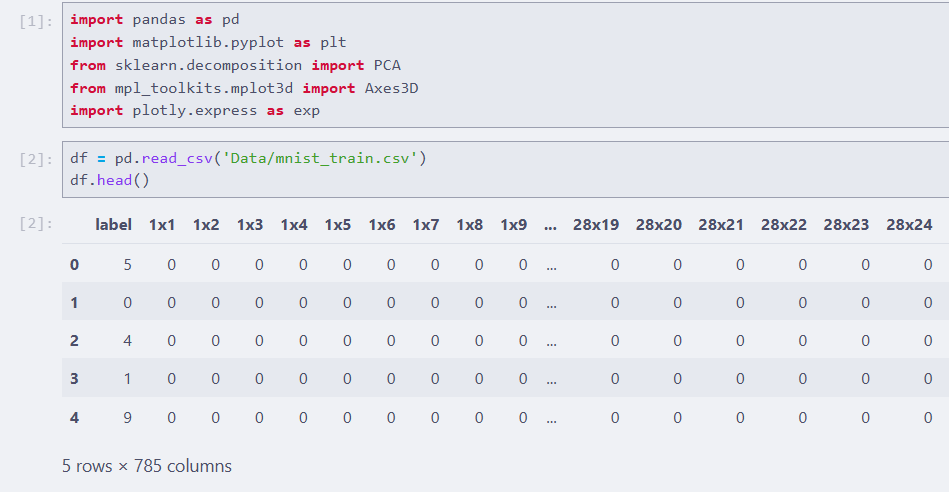 [1]: import pandas as pd
import matplotlib.pyplot as plt
from sklearn.decomposition import PCA
from mpl_toolkits.mplot3d import Axes3D
import plotly.express as exp
[2]: df = pd.read_csv('Data/mnist_train.csv')
df.head()
[2]: label 1x1 1x2 1x3 1x4 1x5 1x6 1x7 1x8 1x9 ... 28x19 28x20 28x21 28x22 28x23 28x24
0 5 0 0 0 0 0 0 0 0 0 ... 0 0 0 0 0 0
1 0 0 0 0 0 0 0 0 0 0 ... 0 0 0 0 0 0
2 4 0 0 0 0 0 0 0 0 0 ... 0 0 0 0 0 0
3 1 0 0 0 0 0 0 0 0 0 ... 0 0 0 0 0 0
4 9 0 0 0 0 0 0 0 0 0 ... 0 0 0 0 0 0
5 rows × 785 columns